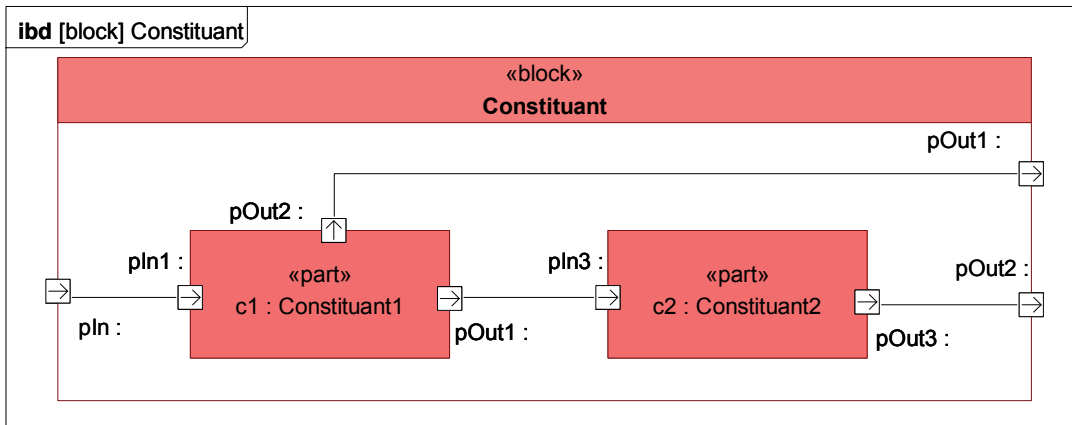 ibd [block] Constituant
«block»
Constituant
pOut1 :
pOut2 :
pIn1 :
pIn3 :
pOut2 :
«part»
c1 : Constituant1
«part»
c2 : Constituant2
pIn :
pOut1 :
pOut3 :